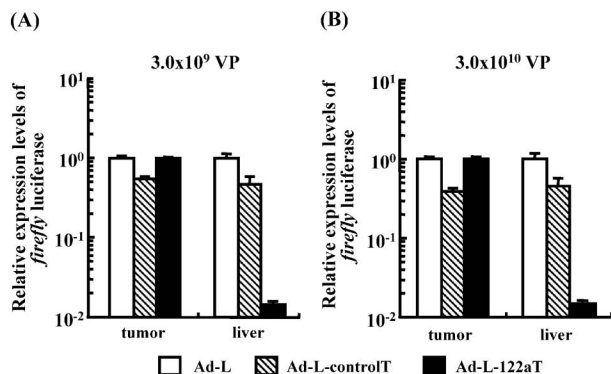 (A)
3.0x10⁹ VP
Relative expression levels of
firefly luciferase
10¹
10⁰
10⁻¹
10⁻²
tumor liver
(B)
3.0x10¹⁰ VP
Relative expression levels of
firefly luciferase
10¹
10⁰
10⁻¹
10⁻²
tumor liver
Ad-L Ad-L-controlT Ad-L-122aT